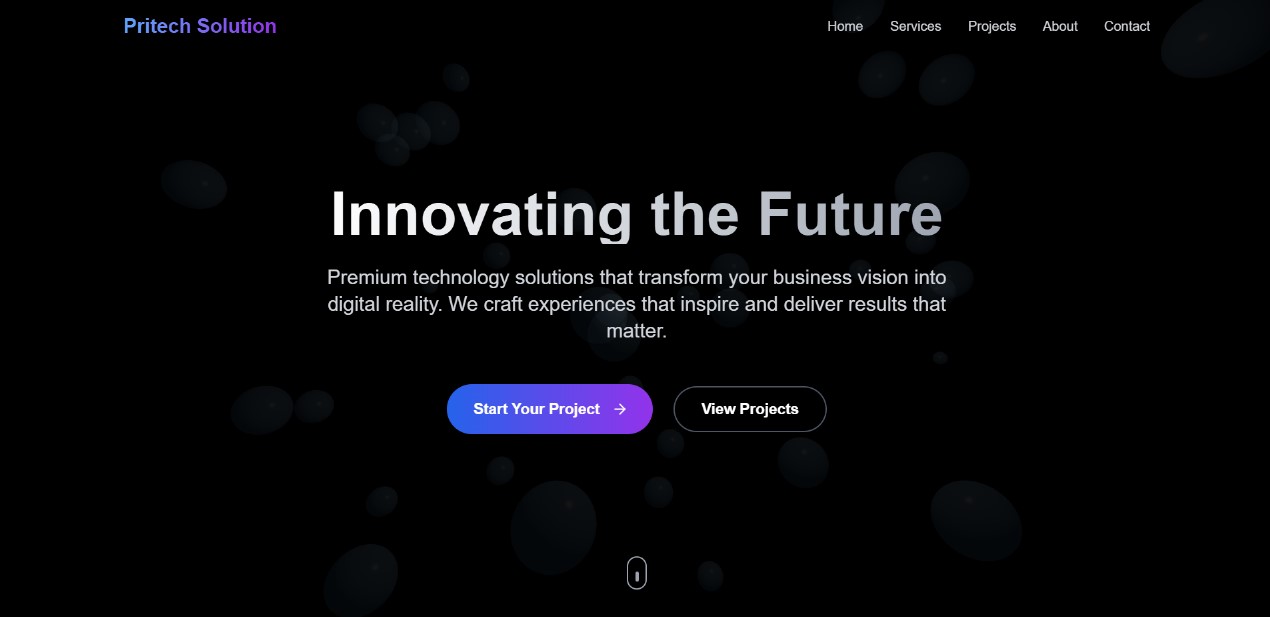 Pritech Solution
Home Services Projects About Contact
Innovating the Future
Premium technology solutions that transform your business vision into
digital reality. We craft experiences that inspire and deliver results that
matter.
Start Your Project →
View Projects